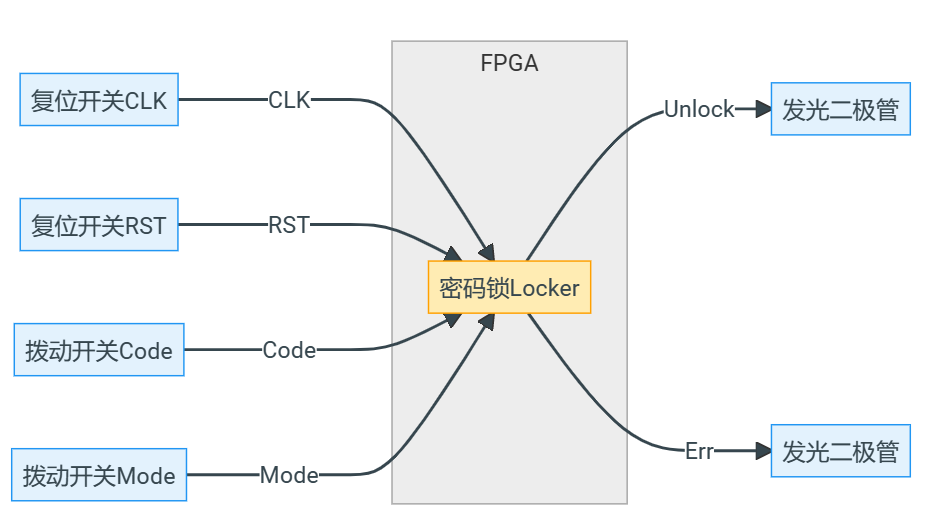 FPGA
复位开关CLK
CLK
Unlock
发光二极管
复位开关RST
RST
密码锁Locker
拨动开关Code
Code
拨动开关Mode
Mode
Err
发光二极管